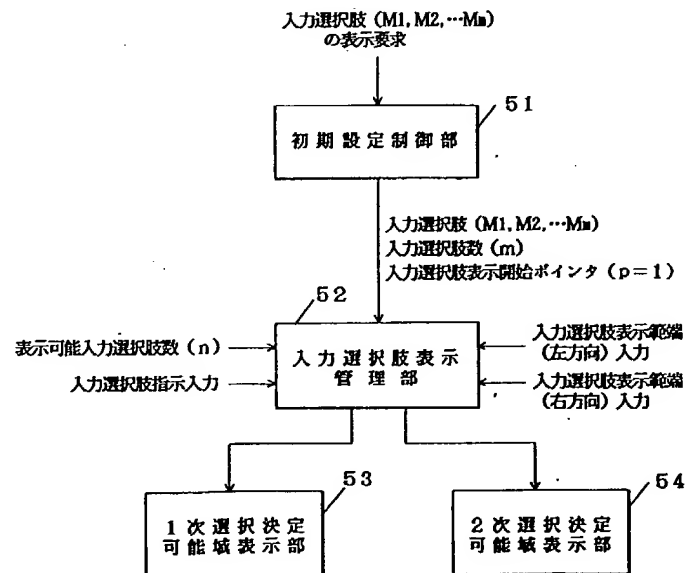 入力選択肢 (M1, M2, …Mm)
の表示要求
51
初期設定制御部
入力選択肢 (M1, M2, …Mm)
入力選択肢数 (m)
入力選択肢表示開始ポインタ (p=1)
52
表示可能入力選択肢数 (n)
入力選択肢指示入力
入力選択肢表示
管理部
入力選択肢表示範端
(左方向) 入力
入力選択肢表示範端
(右方向) 入力
53
1次選択決定
可能域表示部
54
2次選択決定
可能域表示部